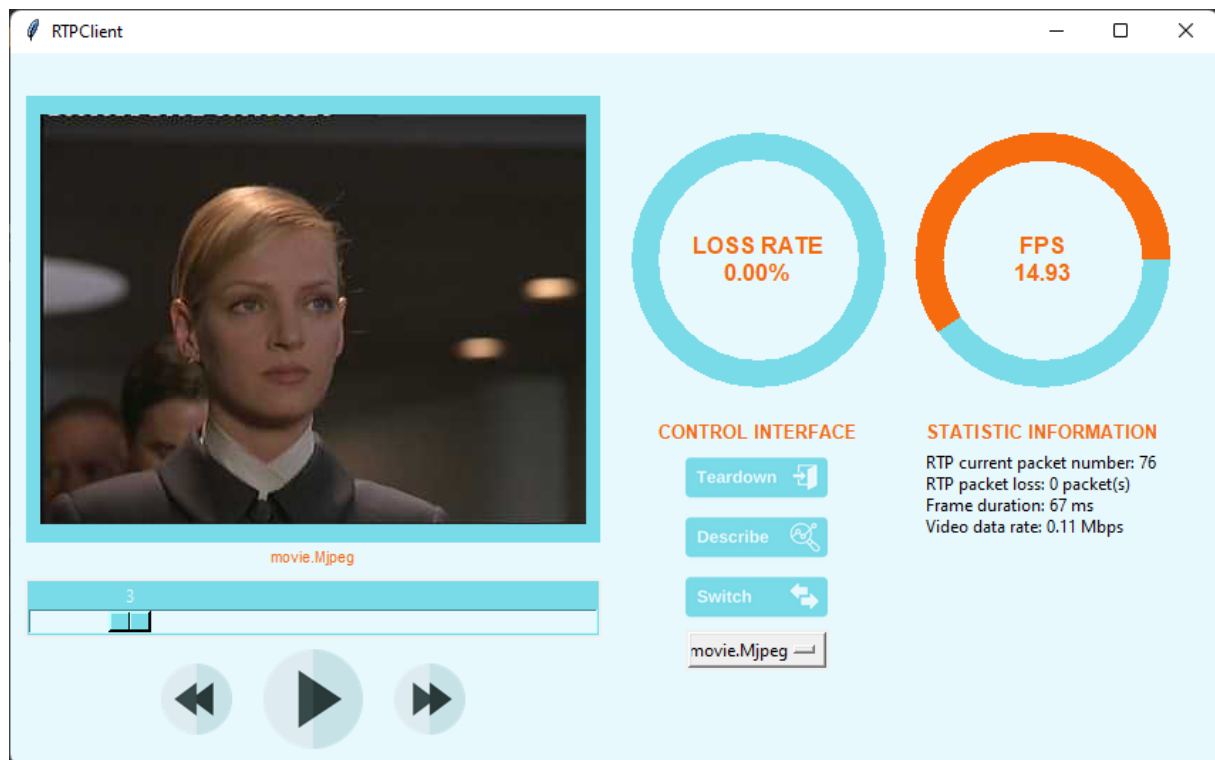 RTPClient
LOSS RATE
0.00%
FPS
14.93
movie.Mjpeg
3
CONTROL INTERFACE
Teardown
Describe
Switch
movie.Mjpeg
STATISTIC INFORMATION
RTP current packet number: 76
RTP packet loss: 0 packet(s)
Frame duration: 67 ms
Video data rate: 0.11 Mbps